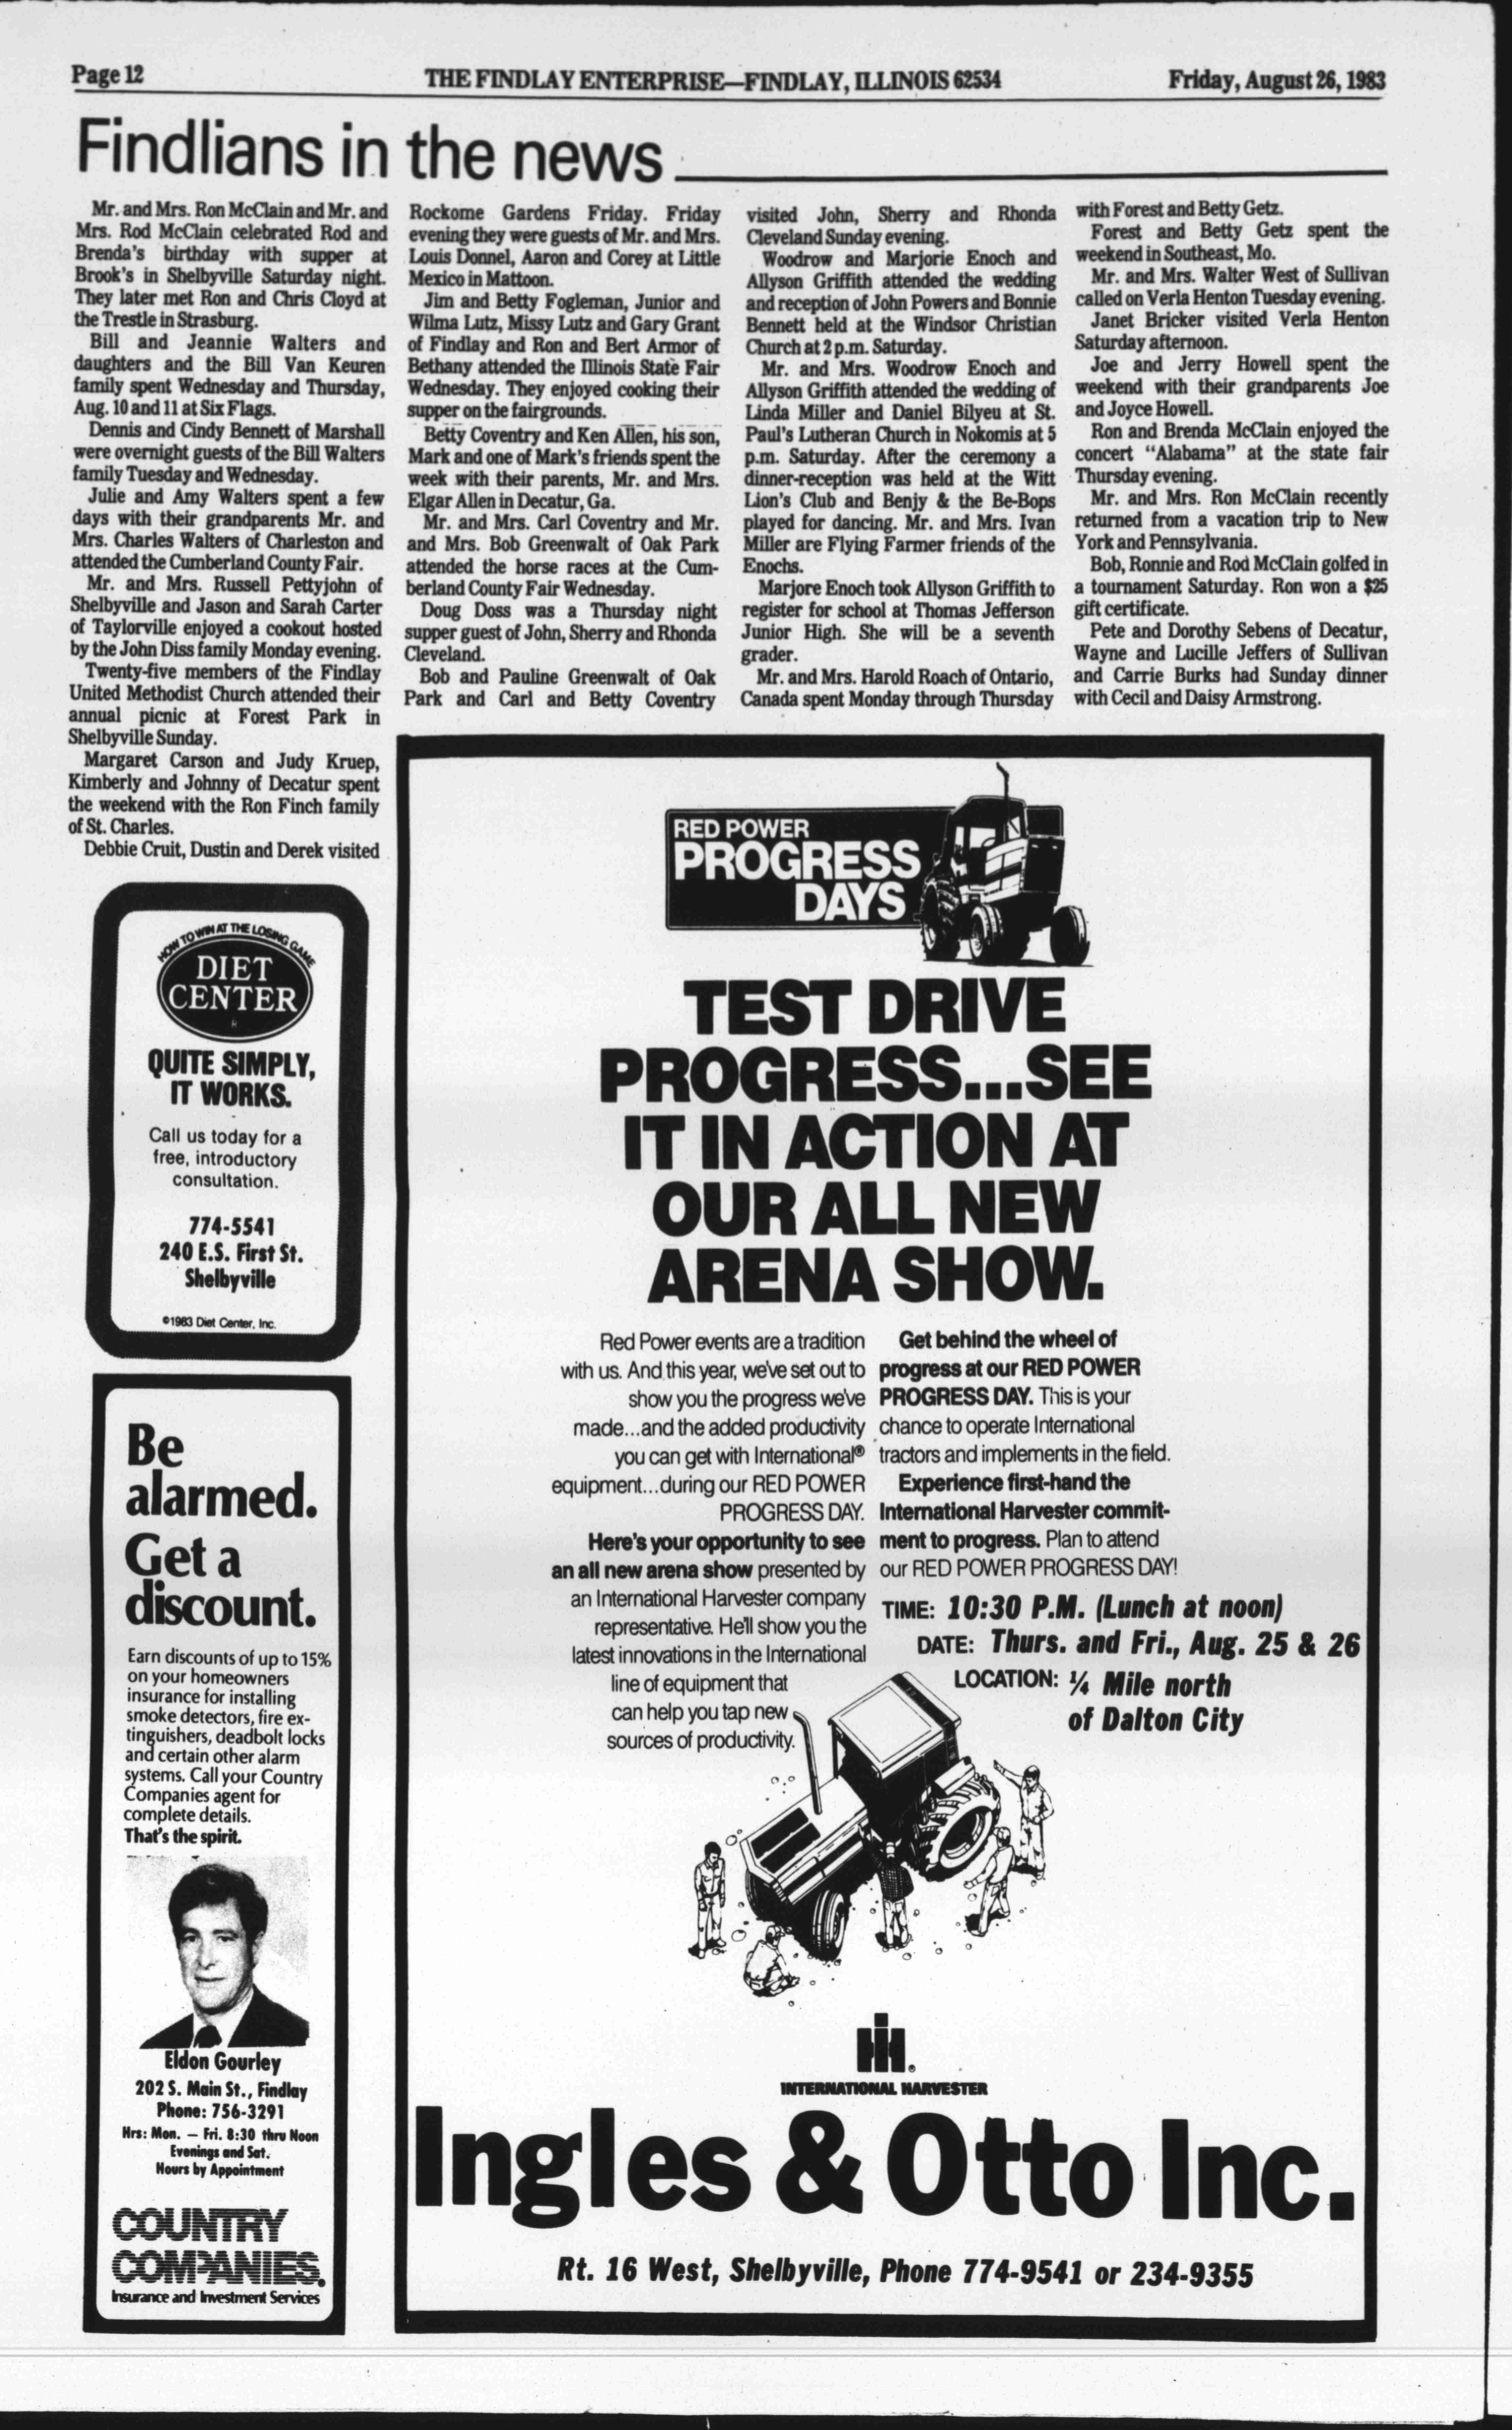 Page 12
THE FINDLAY ENTERPRISE—FINDLAY, ILLINOIS 62534
Friday, August 26, 1983
Findlians in the news
Mr. and Mrs. Ron McClain and Mr. and
Mrs. Rod McClain celebrated Rod and
Brenda's birthday with supper at
Brook's in Shelbyville Saturday night.
They later met Ron and Chris Cloyd at
the Trestle in Strasburg.
Bill and Jeannie Walters and
daughters and the Bill Van Keuren
family spent Wednesday and Thursday,
Aug. 10 and 11 at Six Flags.
Dennis and Cindy Bennett of Marshall
were overnight guests of the Bill Walters
family Tuesday and Wednesday.
Julie and Amy Walters spent a few
days with their grandparents Mr. and
Mrs. Charles Walters of Charleston and
attended the Cumberland County Fair.
Mr. and Mrs. Russell Pettyjohn of
Shelbyville and Jason and Sarah Carter
of Taylorville enjoyed a cookout hosted
by the John Diss family Monday evening.
Twenty-five members of the Findlay
United Methodist Church attended their
annual picnic at Forest Park in
Shelbyville Sunday.
Margaret Carson and Judy Kruep,
Kimberly and Johnny of Decatur spent
the weekend with the Ron Finch family
of St. Charles.
Debbie Cruit, Dustin and Derek visited
Rockome Gardens Friday. Friday
evening they were guests of Mr. and Mrs.
Louis Donnel, Aaron and Corey at Little
Mexico in Mattoon.
Jim and Betty Fogleman, Junior and
Wilma Lutz, Missy Lutz and Gary Grant
of Findlay and Ron and Bert Armor of
Bethany attended the Illinois State Fair
Wednesday. They enjoyed cooking their
supper on the fairgrounds.
Betty Coventry and Ken Allen, his son,
Mark and one of Mark's friends spent the
week with their parents, Mr. and Mrs.
Elgar Allen in Decatur, Ga.
Mr. and Mrs. Carl Coventry and Mr.
and Mrs. Bob Greenwalt of Oak Park
attended the horse races at the Cum-
berland County Fair Wednesday.
Doug Doss was a Thursday night
supper guest of John, Sherry and Rhonda
Cleveland.
Bob and Pauline Greenwalt of Oak
Park and Carl and Betty Coventry
visited John, Sherry and Rhonda
Cleveland Sunday evening.
Woodrow and Marjorie Enoch and
Allyson Griffith attended the wedding
and reception of John Powers and Bonnie
Bennett held at the Windsor Christian
Church at 2 p.m. Saturday.
Mr. and Mrs. Woodrow Enoch and
Allyson Griffith attended the wedding of
Linda Miller and Daniel Bilyeu at St.
Paul's Lutheran Church in Nokomis at 5
p.m. Saturday. After the ceremony a
dinner-reception was held at the Witt
Lion's Club and Benjy & the Be-Bops
played for dancing. Mr. and Mrs. Ivan
Miller are Flying Farmer friends of the
Enochs.
Marjore Enoch took Allyson Griffith to
register for school at Thomas Jefferson
Junior High. She will be a seventh
grader.
Mr. and Mrs. Harold Roach of Ontario,
Canada spent Monday through Thursday
with Forest and Betty Getz.
Forest and Betty Getz spent the
weekend in Southeast, Mo.
Mr. and Mrs. Walter West of Sullivan
called on Verla Henton Tuesday evening.
Janet Bricker visited Verla Henton
Saturday afternoon.
Joe and Jerry Howell spent the
weekend with their grandparents Joe
and Joyce Howell.
Ron and Brenda McClain enjoyed the
concert "Alabama" at the state fair
Thursday evening.
Mr. and Mrs. Ron McClain recently
returned from a vacation trip to New
York and Pennsylvania.
Bob, Ronnie and Rod McClain golfed in
a tournament Saturday. Ron won a $25
gift certificate.
Pete and Dorothy Sebens of Decatur,
Wayne and Lucille Jeffers of Sullivan
and Carrie Burks had Sunday dinner
with Cecil and Daisy Armstrong.
HOW TO WIN AT THE LOSING GAME
DIET
CENTER
QUITE SIMPLY,
IT WORKS.
Call us today for a
free, introductory
consultation.
774-5541
240 E.S. First St.
Shelbyville
©1983 Diet Center, Inc.
Be
alarmed.
Get a
discount.
Earn discounts of up to 15%
on your homeowners
insurance for installing
smoke detectors, fire ex-
tinguishers, deadbolt locks
and certain other alarm
systems. Call your Country
Companies agent for
complete details.
That's the spirit.
Eldon Gourley
202 S. Main St., Findlay
Phone: 756-3291
Hrs: Mon. — Fri. 8:30 thru Noon
Evenings and Sat.
Hours by Appointment
COUNTRY
COMPANIES.
Insurance and Investment Services
RED POWER
PROGRESS
DAYS
TEST DRIVE
PROGRESS...SEE
IT IN ACTION AT
OUR ALL NEW
ARENA SHOW.
Red Power events are a tradition
with us. And this year, we've set out to
show you the progress we've
made...and the added productivity
you can get with International®
equipment...during our RED POWER
PROGRESS DAY.
Here's your opportunity to see
an all new arena show presented by
an International Harvester company
representative. He'll show you the
latest innovations in the International
line of equipment that
can help you tap new
sources of productivity.
Get behind the wheel of
progress at our RED POWER
PROGRESS DAY. This is your
chance to operate International
tractors and implements in the field.
Experience first-hand the
International Harvester commit-
ment to progress. Plan to attend
our RED POWER PROGRESS DAY!
TIME: 10:30 P.M. (Lunch at noon)
DATE: Thurs. and Fri., Aug. 25 & 26
LOCATION: ¼ Mile north
of Dalton City
INTERNATIONAL HARVESTER
Ingles & Otto Inc.
Rt. 16 West, Shelbyville, Phone 774-9541 or 234-9355